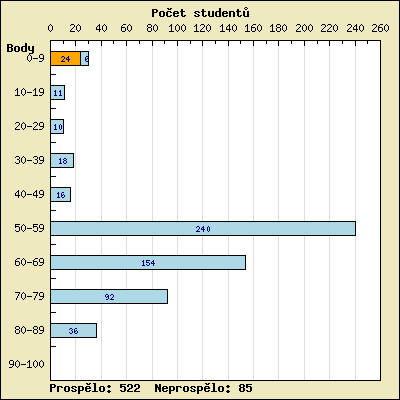 Počet studentů
0 20 40 60 80 100 120 140 160 180 200 220 240 260
Body
0-9 24 6
10-19 11
20-29 10
30-39 18
40-49 16
50-59 240
60-69 154
70-79 92
80-89 36
90-100
Prospělo: 522 Neprospělo: 85